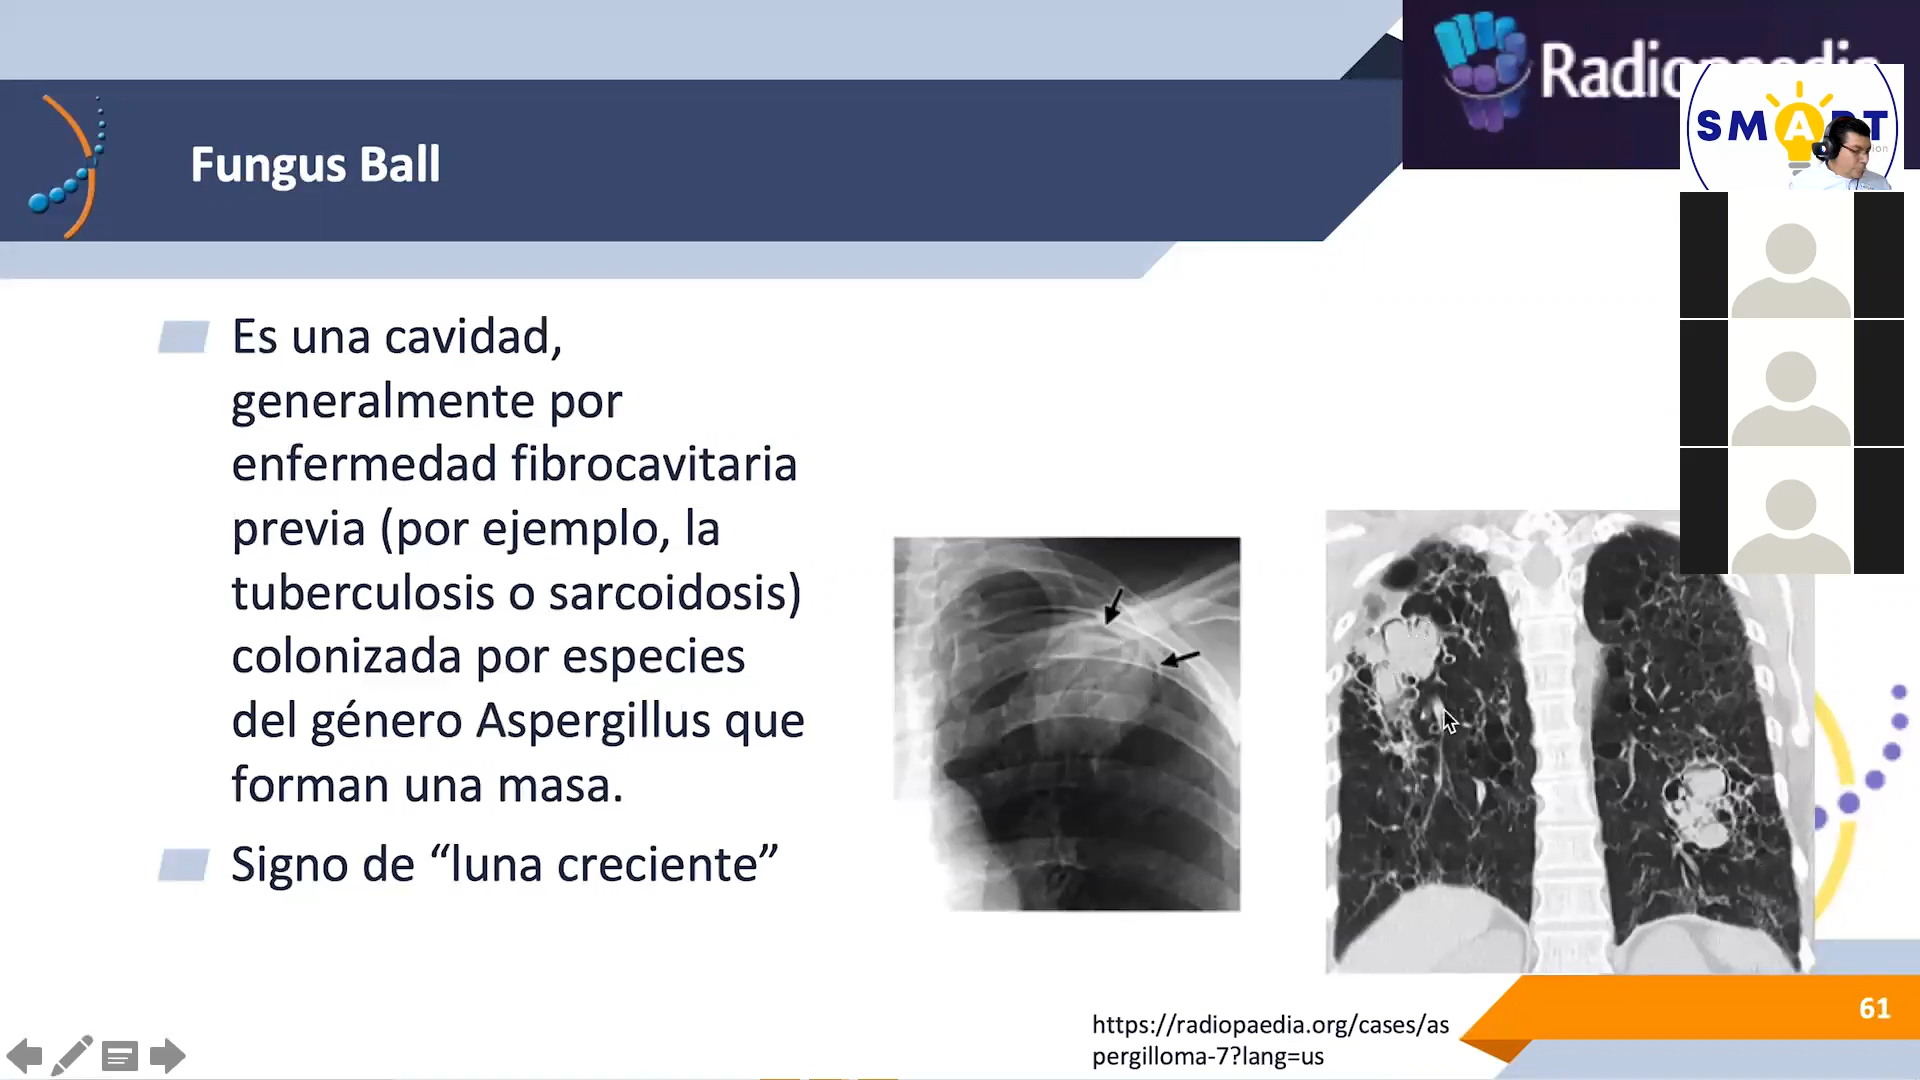 Radiopaedia
SMART
Fungus Ball
Es una cavidad,
generalmente por
enfermedad fibrocavitaria
previa (por ejemplo, la
tuberculosis o sarcoidosis)
colonizada por especies
del género Aspergillus que
forman una masa.
Signo de “luna creciente”
https://radiopaedia.org/cases/as
pergilloma-7?lang=us
61